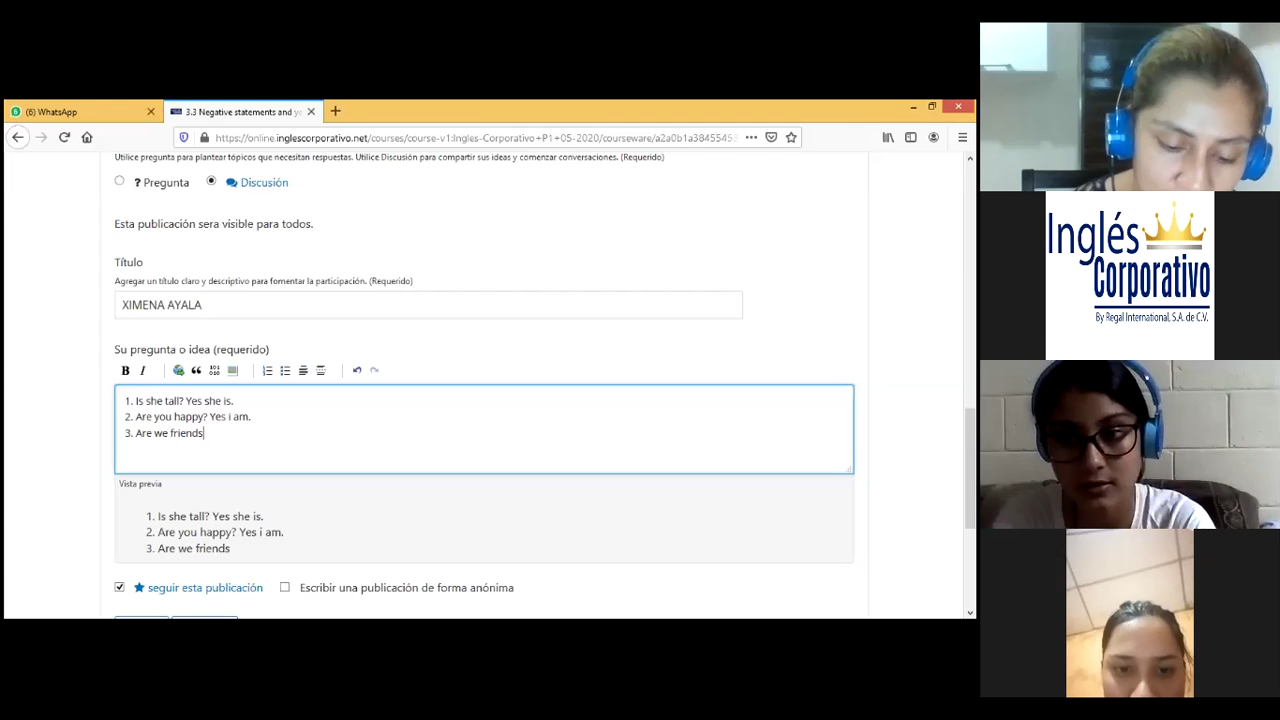 (6) WhatsApp
3.3 Negative statements and yo
https://online.inglescorporativo.net/courses/course-v1:Ingles-Corporativo+P1+05-2020/courseware/a2a0b1a38455453
Utilice pregunta para plantear tópicos que necesitan respuestas. Utilice Discusión para compartir sus ideas y comenzar conversaciones. (Requerido)
? Pregunta
Discusión
Esta publicación sera visible para todos.
Título
Agregar un título claro y descriptivo para fomentar la participación. (Requerido)
XIMENA AYALA
Su pregunta o idea (requerido)
B I
1. Is she tall? Yes she is.
2. Are you happy? Yes i am.
3. Are we friends
Vista previa
1. Is she tall? Yes she is.
2. Are you happy? Yes i am.
3. Are we friends
seguir esta publicación
Escribir una publicación de forma anónima
Inglés
Corporativo
By Regal International, S.A. de C.V.